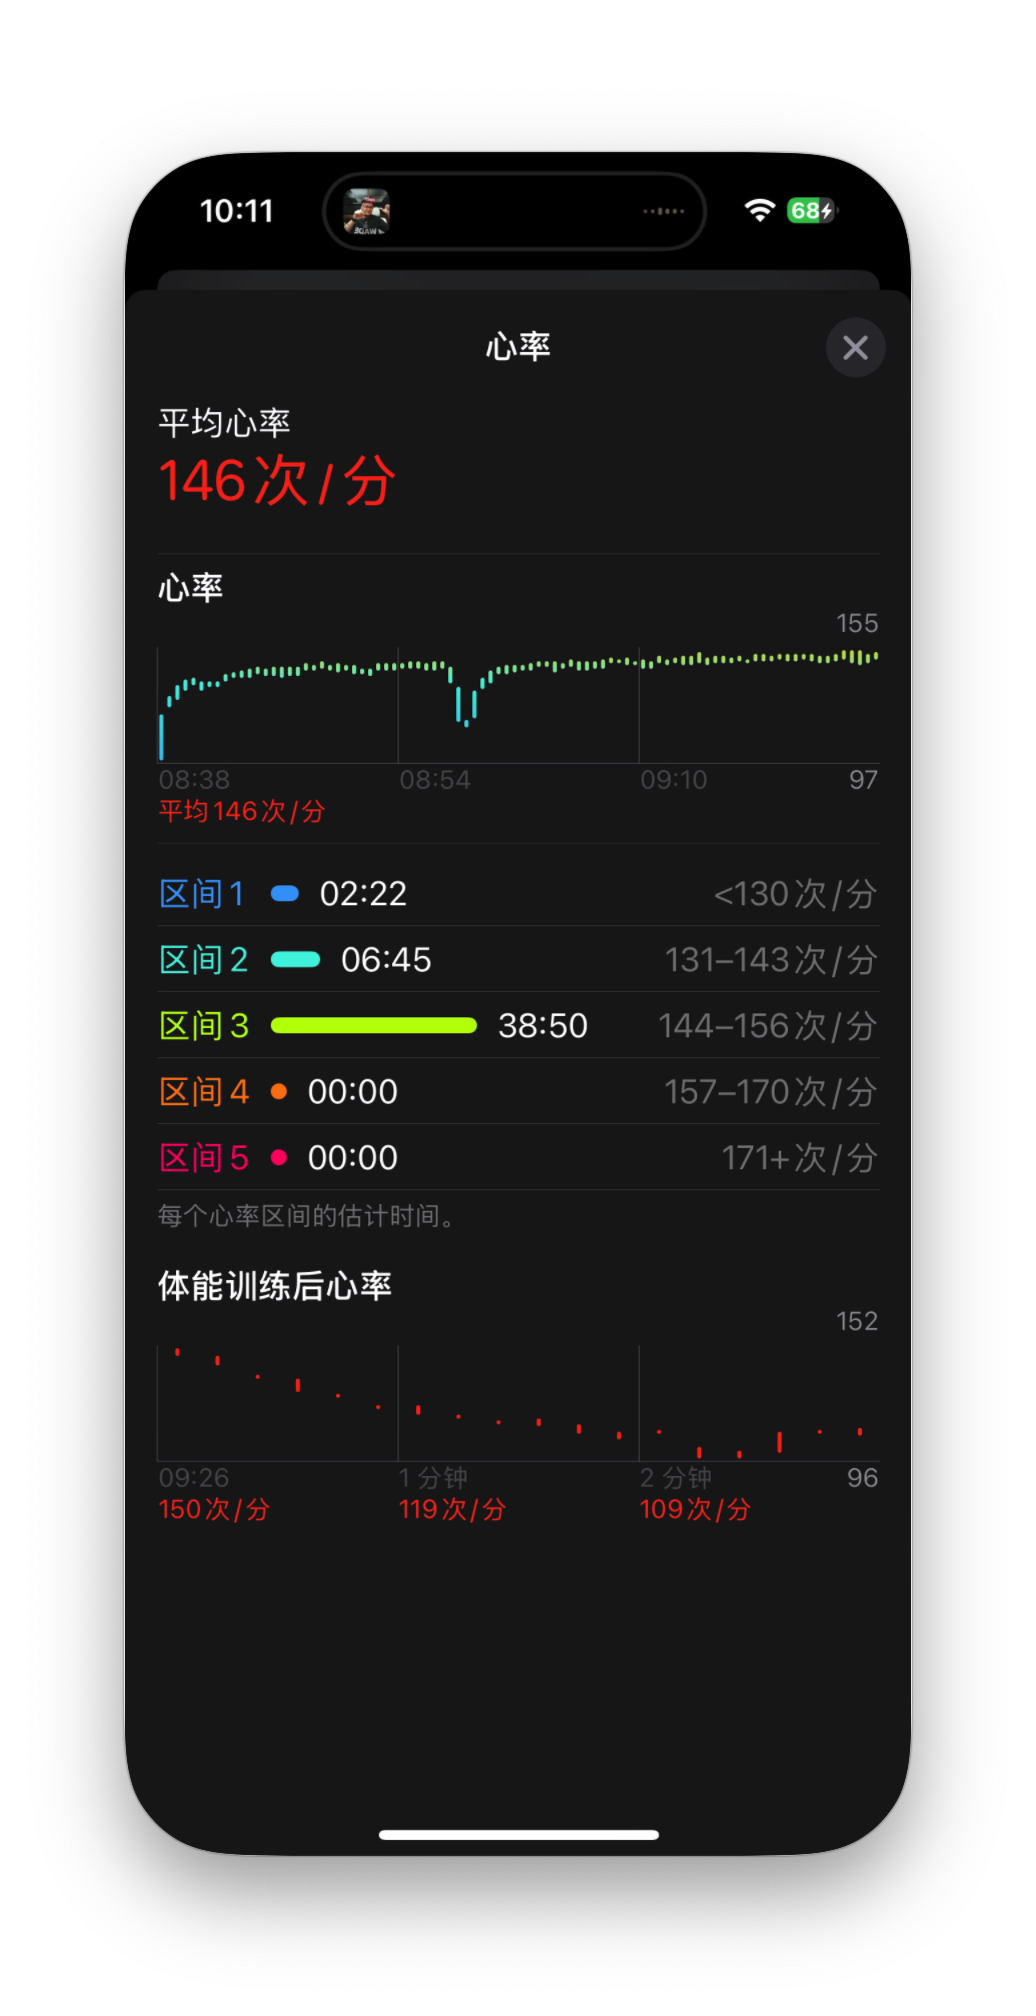 10:11
68
心率
平均心率
146次/分
心率
155
08:38 08:54 09:10 97
平均146次/分
区间1 02:22 <130次/分
区间2 06:45 131–143次/分
区间3 38:50 144–156次/分
区间4 00:00 157–170次/分
区间5 00:00 171+次/分
每个心率区间的估计时间。
体能训练后心率
152
09:26 1 分钟 2 分钟 96
150次/分 119次/分 109次/分